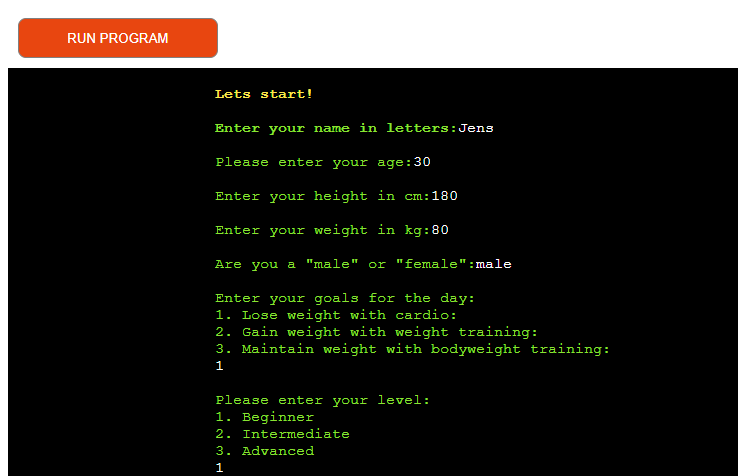 RUN PROGRAM
Lets start!
Enter your name in letters:Jens
Please enter your age:30
Enter your height in cm:180
Enter your weight in kg:80
Are you a "male" or "female":male
Enter your goals for the day:
1. Lose weight with cardio:
2. Gain weight with weight training:
3. Maintain weight with bodyweight training:
1
Please enter your level:
1. Beginner
2. Intermediate
3. Advanced
1